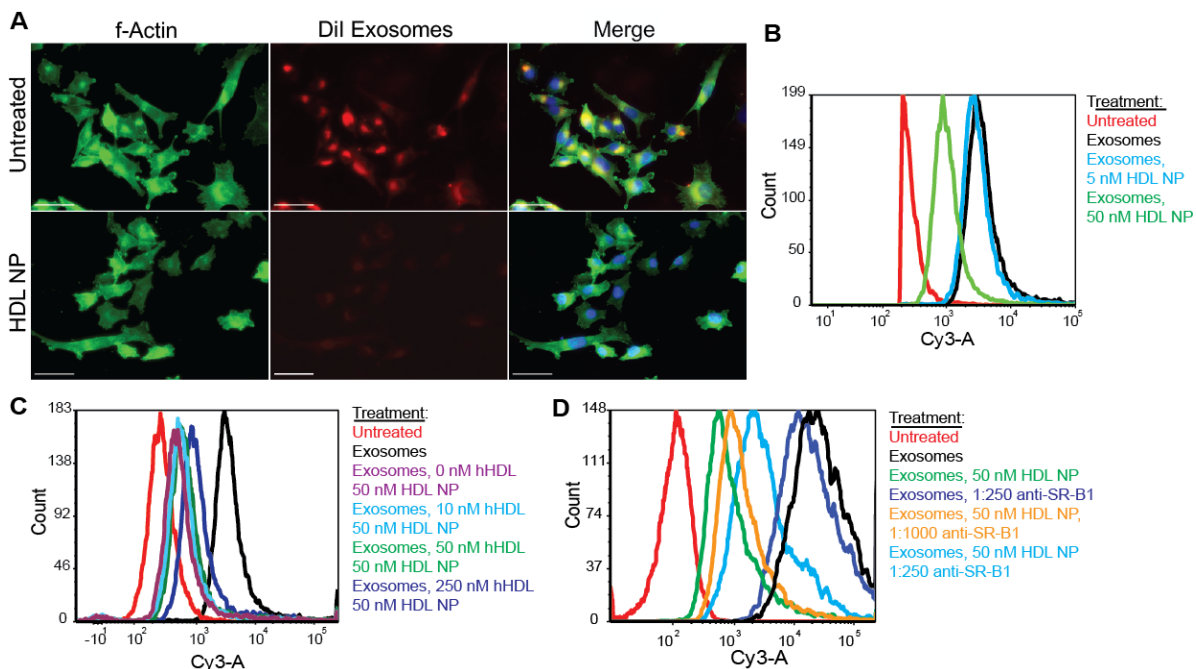 A
f-Actin
Dil Exosomes
Merge
Untreated
HDL NP
B
199
149
100
50
0
Count
10¹
10²
10³
10⁴
10⁵
Cy3-A
Treatment:
Untreated
Exosomes
Exosomes,
5 nM HDL NP
Exosomes,
50 nM HDL NP
C
183
138
92
46
0
Count
-10
10²
10³
10⁴
10⁵
Cy3-A
Treatment:
Untreated
Exosomes
Exosomes, 0 nM hHDL
50 nM HDL NP
Exosomes, 10 nM hHDL
50 nM HDL NP
Exosomes, 50 nM hHDL
50 nM HDL NP
Exosomes, 250 nM hHDL
50 nM HDL NP
D
148
111
74
37
0
Count
10²
10³
10⁴
10⁵
Cy3-A
Treatment:
Untreated
Exosomes
Exosomes, 50 nM HDL NP
Exosomes, 1:250 anti-SR-B1
Exosomes, 50 nM HDL NP,
1:1000 anti-SR-B1
Exosomes, 50 nM HDL NP
1:250 anti-SR-B1